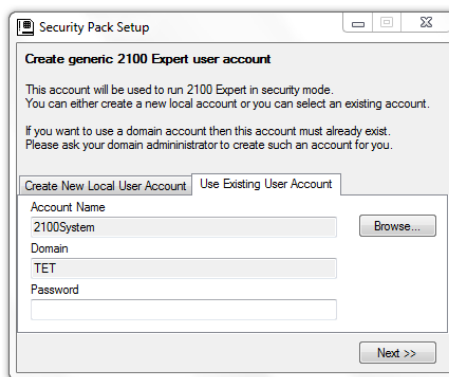 Security Pack Setup
Create generic 2100 Expert user account
This account will be used to run 2100 Expert in security mode.
You can either create a new local account or you can select an existing account.
If you want to use a domain account then this account must already exist.
Please ask your domain admininistrator to create such an account for you.
Create New Local User Account Use Existing User Account
Account Name
2100System Browse...
Domain
TET
Password
Next >>